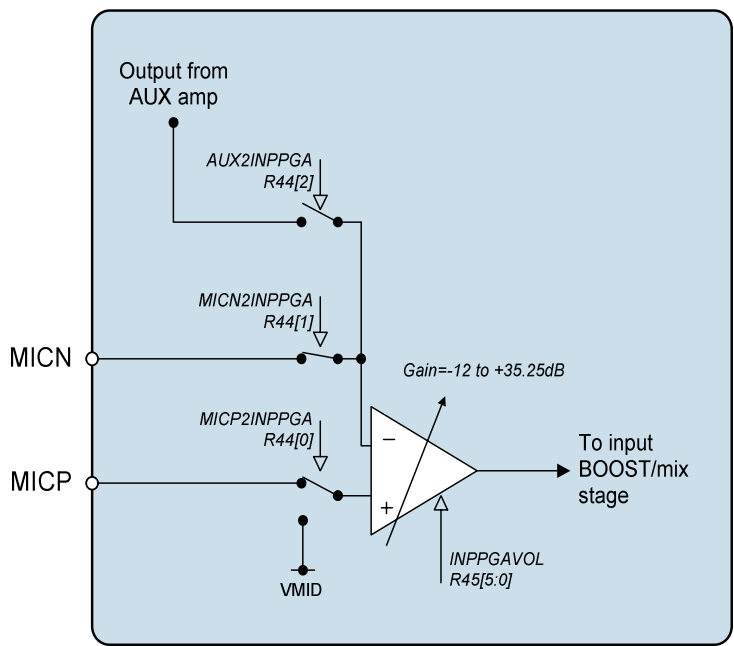 Output from
AUX amp
AUX2INPPGA
R44[2]
MICN2INPPGA
R44[1]
MICN
Gain=-12 to +35.25dB
MICP2INPPGA
R44[0]
MICP
−
+
To input
BOOST/mix
stage
INPPGAVOL
R45[5:0]
VMID